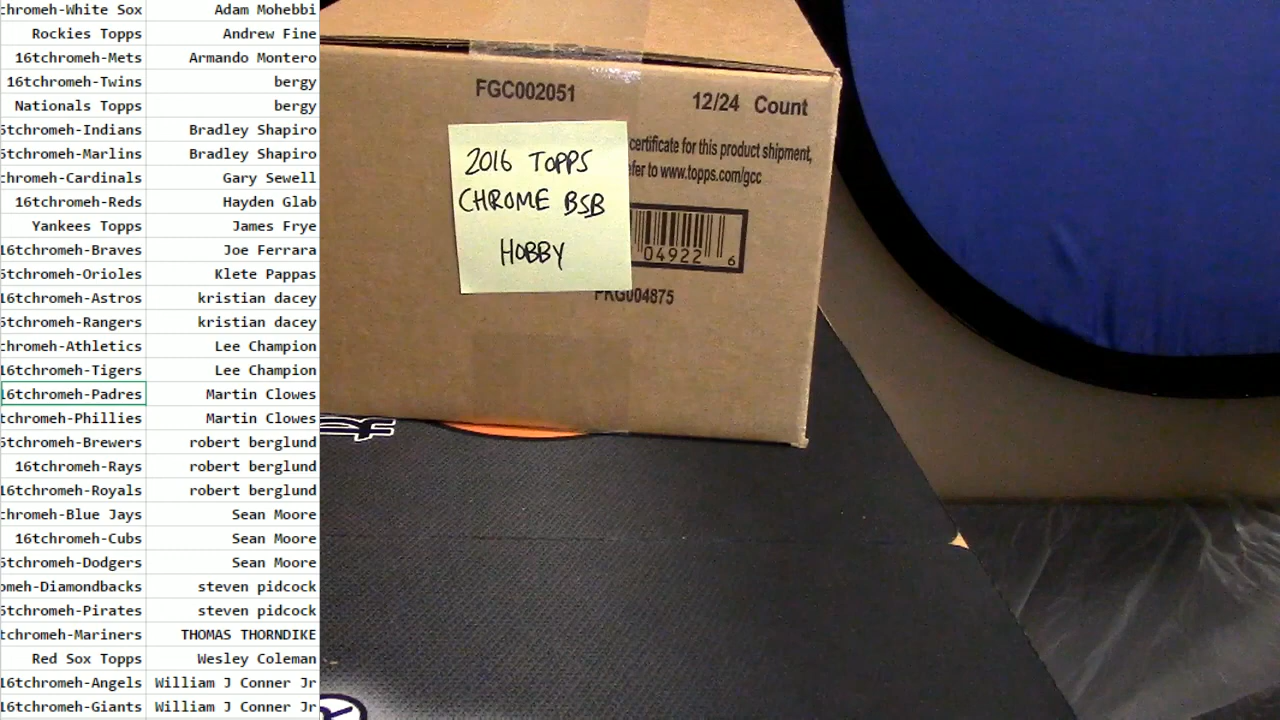 chromeh-White Sox Adam Mohebbi
Rockies Topps Andrew Fine
16tchromeh-Mets Armando Montero
16tchromeh-Twins bergy
Nationals Topps bergy
6tchromeh-Indians Bradley Shapiro
6tchromeh-Marlins Bradley Shapiro
chromeh-Cardinals Gary Sewell
16tchromeh-Reds Hayden Glab
Yankees Topps James Frye
16tchromeh-Braves Joe Ferrara
16tchromeh-Orioles Klete Pappas
16tchromeh-Astros kristian dacey
6tchromeh-Rangers kristian dacey
chromeh-Athletics Lee Champion
16tchromeh-Tigers Lee Champion
16tchromeh-Padres Martin Clowes
tchromeh-Phillies Martin Clowes
6tchromeh-Brewers robert berglund
16tchromeh-Rays robert berglund
16tchromeh-Royals robert berglund
chromeh-Blue Jays Sean Moore
16tchromeh-Cubs Sean Moore
6tchromeh-Dodgers Sean Moore
omeh-Diamondbacks steven pidcock
6tchromeh-Pirates steven pidcock
tchromeh-Mariners THOMAS THORNDIKE
Red Sox Topps Wesley Coleman
16tchromeh-Angels William J Conner Jr
16tchromeh-Giants William J Conner Jr
FGC002051 12/24 Count
certificate for this product shipment,
refer to www.topps.com/gcc
2016 TOPPS
CHROME BSB
HOBBY
04922 6
PKG004875